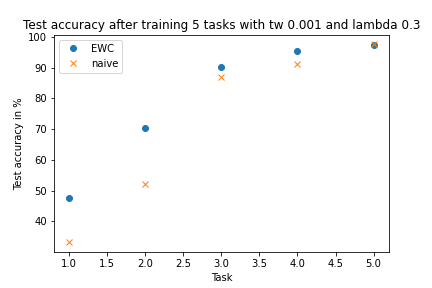 Test accuracy after training 5 tasks with tw 0.001 and lambda 0.3
EWC
naive
Test accuracy in %
100
90
80
70
60
50
40
1.0 1.5 2.0 2.5 3.0 3.5 4.0 4.5 5.0
Task